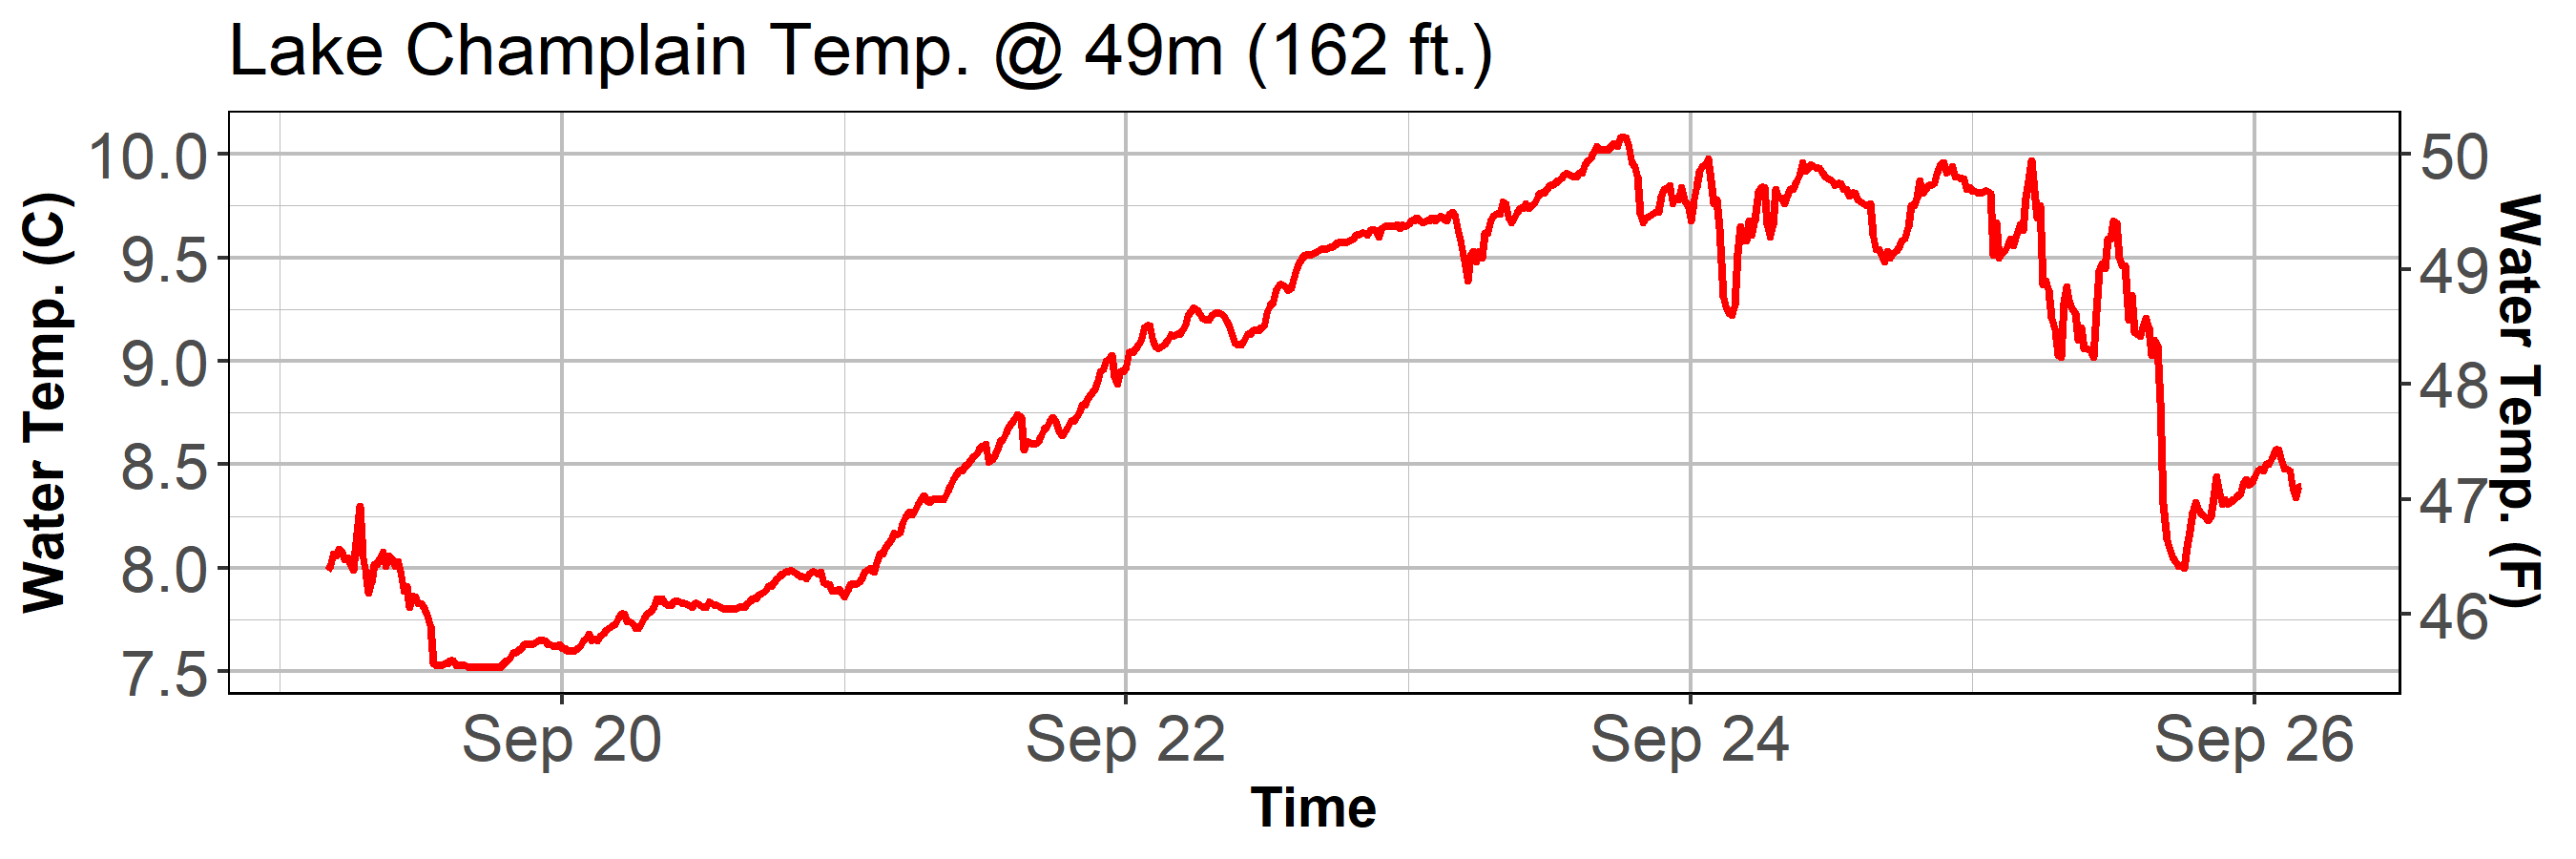 Lake Champlain Temp. @ 49m (162 ft.)
Water Temp. (C)
10.0
9.5
9.0
8.5
8.0
7.5
50
49
48
47
46
Water Temp. (F)
Sep 20 Sep 22 Sep 24 Sep 26
Time